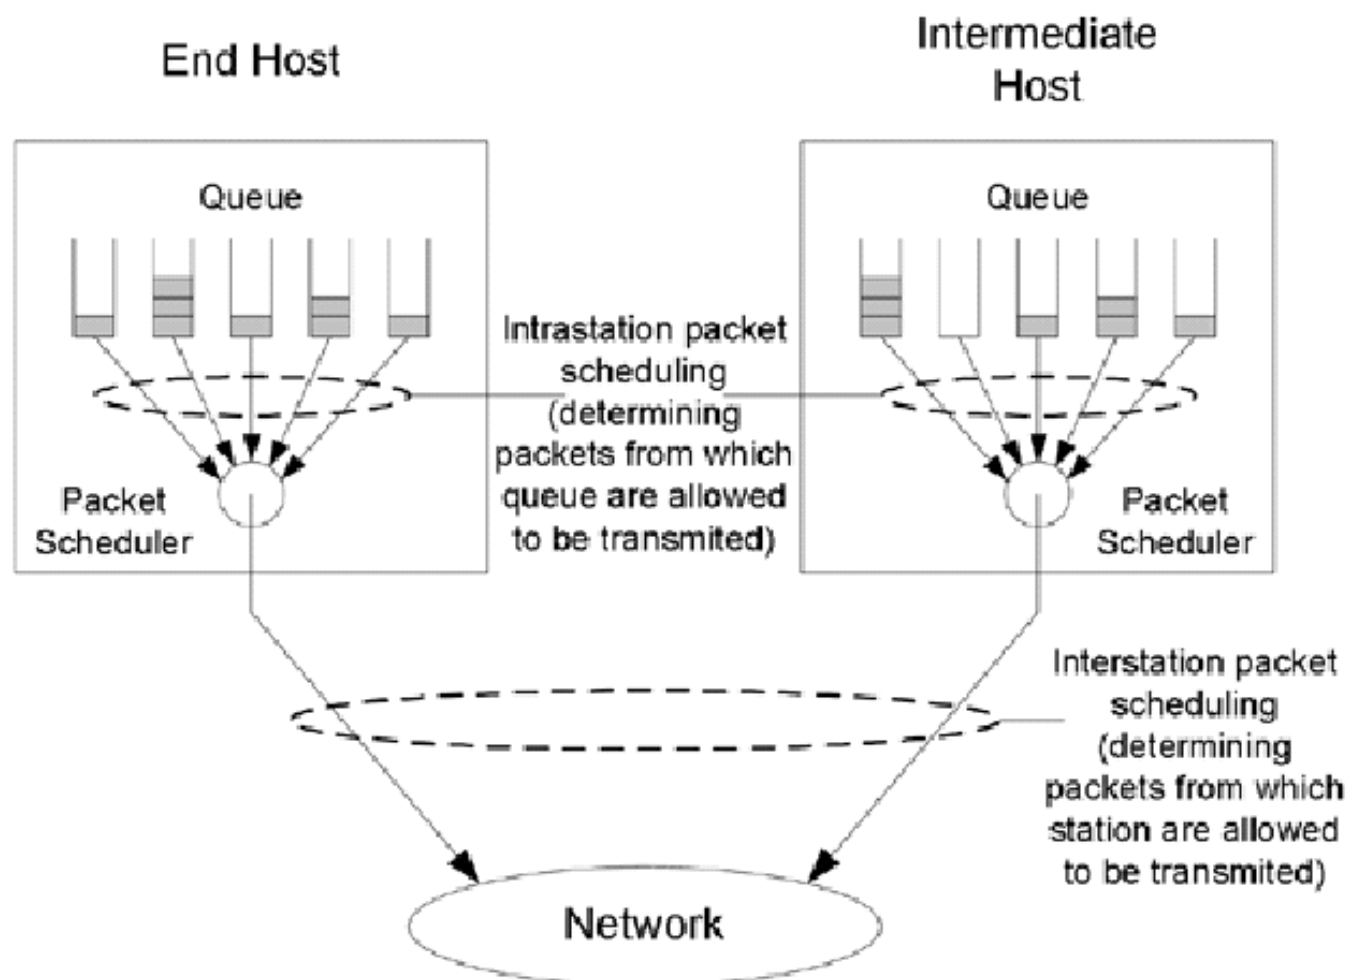 End Host
Intermediate
Host
Queue
Queue
Intrastation packet
scheduling
(determining
packets from which
queue are allowed
to be transmited)
Packet
Scheduler
Packet
Scheduler
Interstation packet
scheduling
(determining
packets from which
station are allowed
to be transmited)
Network